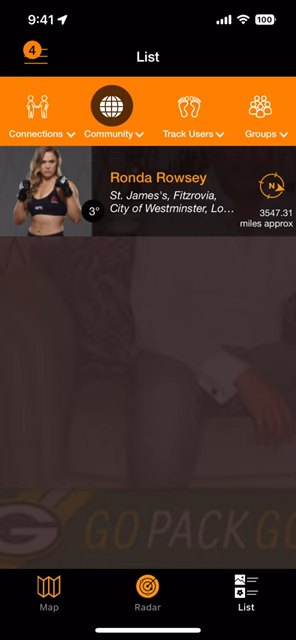 9:41
100
4
List
Connections
Community
Track Users
Groups
Ronda Rowsey
St. James's, Fitzrovia,
City of Westminster, Lo...
3°
N
3547.31
miles approx
G
GO PACK GO
Map
Radar
List